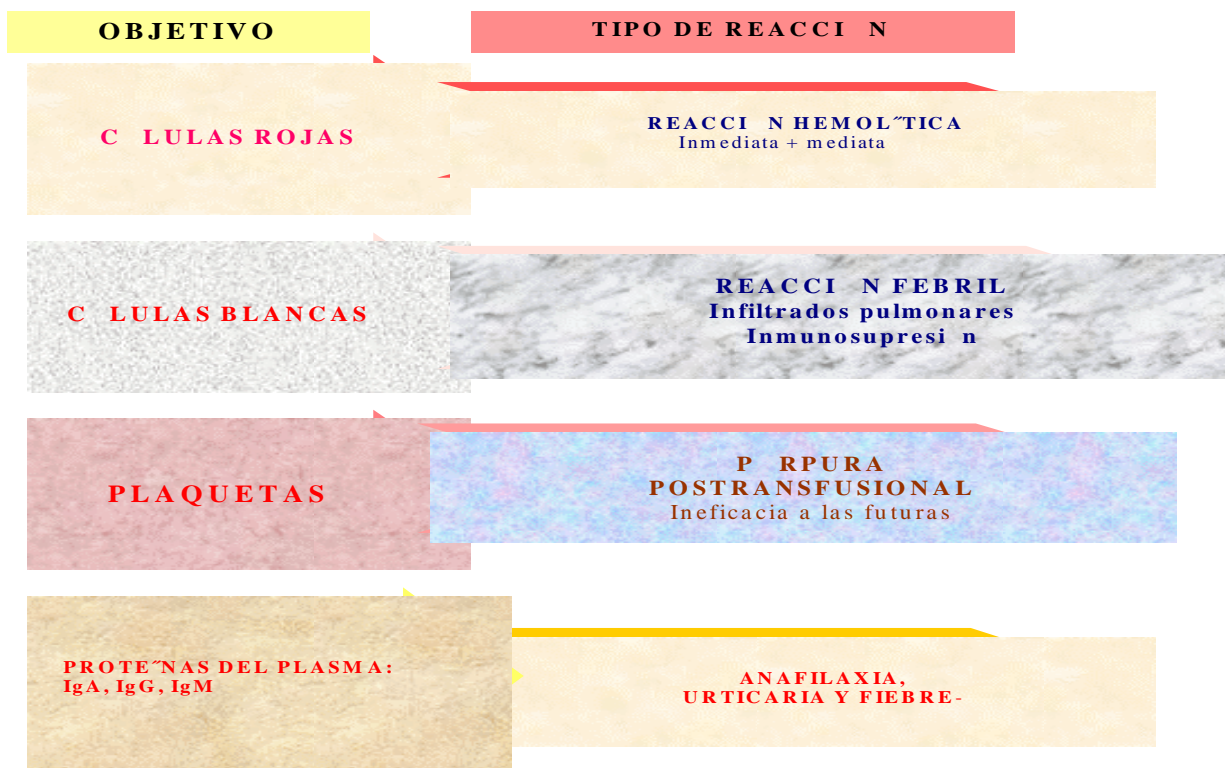 OBJETIVO
TIPO DE REACCI N
C LULAS ROJAS
REACCI N HEMOL˝TICA
Inmediata + mediata
C LULAS BLANCAS
REACCI N FEBRIL
Infiltrados pulmonares
Inmunosupresi n
PLAQUETAS
P RPURA
POSTRANSFUSIONAL
Ineficacia a las futuras
PROTE˝NAS DEL PLASMA:
IgA, IgG, IgM
ANAFILAXIA,
URTICARIA Y FIEBRE-